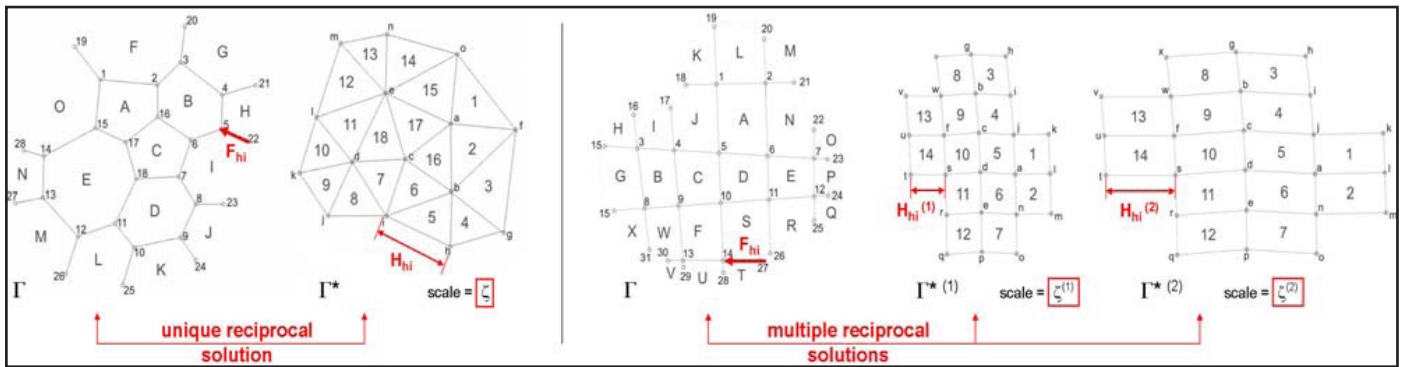 20
19 F G
3
1 2 4 21
O A B H
16 5
15 17 6 22
Fhi
28 14 C I
N E 18 7
27 13 8 23
M D J
12 11 9
L 10 K 24
26 25
Γ
n
m 13 o
14
12 e 15
l 1
11 17 a f
18
10 d c 16 2
k 9 7 6 b 3
8
j i 5 4
h g
Hhi
Γ*
scale = ζ
unique reciprocal
solution
19 20
K L M
18 1 2 21
16 17
H I J A N 22
15 3 4 5 6 7 O
23
G B C D E P
12 24
15 8 9 10 11
X W F S R Q
25
31 30 Fhi 26
13 14 27
V 29 U 28 T
Γ
g h
8 3
v w b i
13 9 4
u f c j k
14 10 5 1
t s d a l
11 6 2
Hhi (1)
r e n m
12 7
q p o
Γ* (1)
scale = ζ(1)
x g h
8 3
v w b i
13 9 4
u f c j k
14 10 5 1
t s d a l
11 6 2
Hhi (2)
r e n m
12 7
q p o
Γ* (2)
scale = ξ(2)
multiple reciprocal
solutions